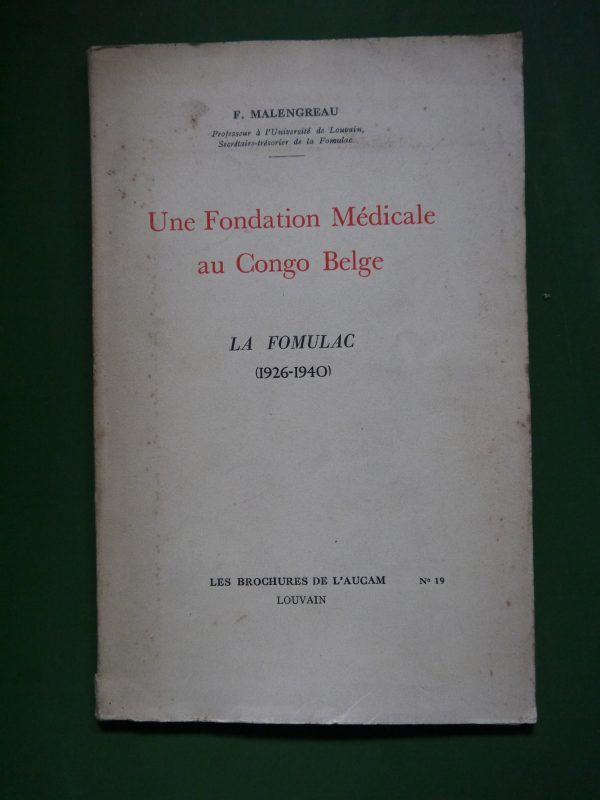 F. MALENGREAU
Professeur à l'Université de Louvain,
Secrétaire-trésorier de la Fomulac.
Une Fondation Médicale
au Congo Belge
LA FOMULAC
(1926-1940)
LES BROCHURES DE L'AUCAM Nº 19
LOUVAIN